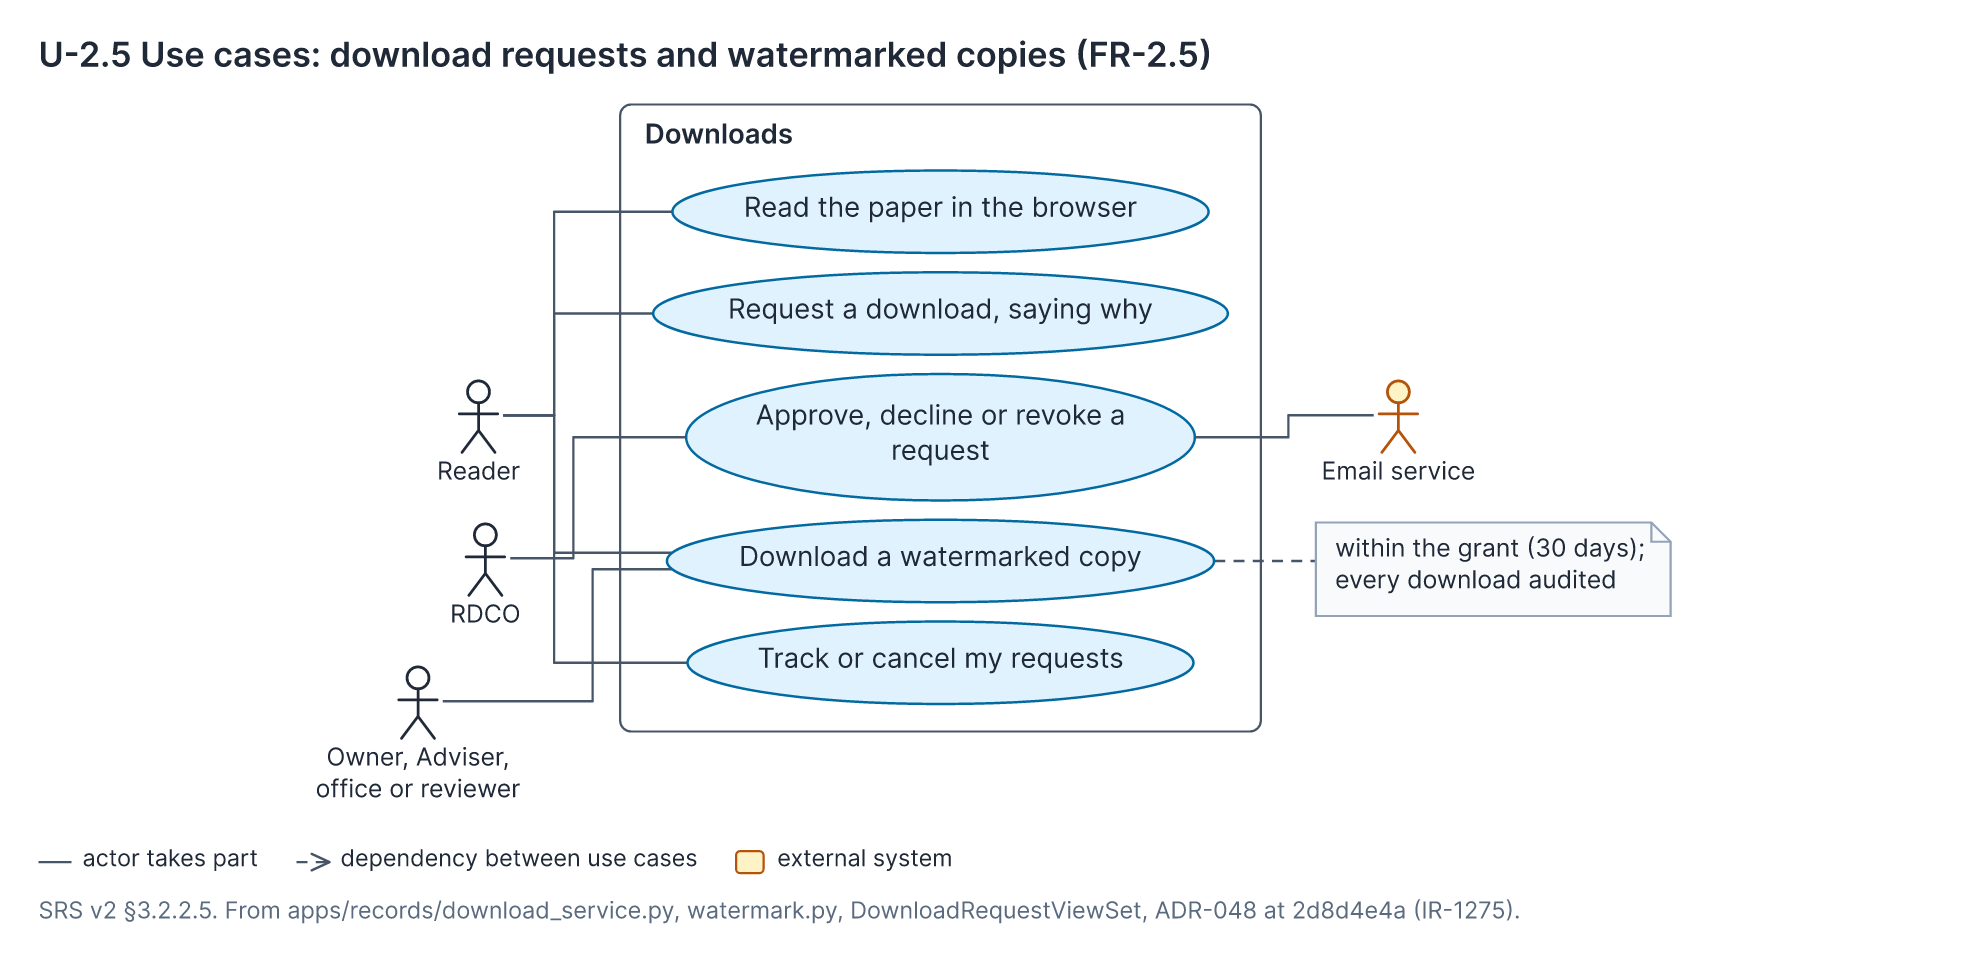 U-2.5 Use cases: download requests and watermarked copies (FR-2.5)
Downloads
Read the paper in the browser
Request a download, saying why
Approve, decline or revoke a
request
Reader
Email service
Download a watermarked copy
within the grant (30 days);
every download audited
RDCO
Track or cancel my requests
Owner, Adviser,
office or reviewer
actor takes part
dependency between use cases
external system
SRS v2 §3.2.2.5. From apps/records/download_service.py, watermark.py, DownloadRequestViewSet, ADR-048 at 2d8d4e4a (IR-1275).